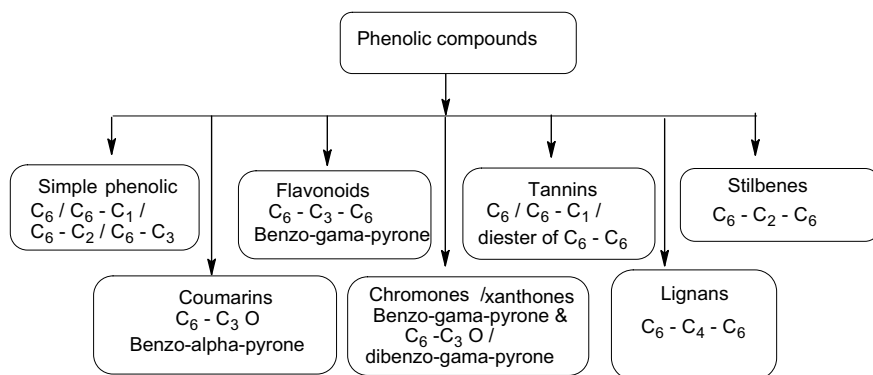 Phenolic compounds
Simple phenolic
C₆ / C₆ - C₁ /
C₆ - C₂ / C₆ - C₃
Flavonoids
C₆ - C₃ - C₆
Benzo-gama-pyrone
Tannins
C₆ / C₆ - C₁ /
diester of C₆ - C₆
Stilbenes
C₆ - C₂ - C₆
Coumarins
C₆ - C₃ O
Benzo-alpha-pyrone
Chromones /xanthones
Benzo-gama-pyrone &
C₆ -C₃ O /
dibenzo-gama-pyrone
Lignans
C₆ - C₄ - C₆